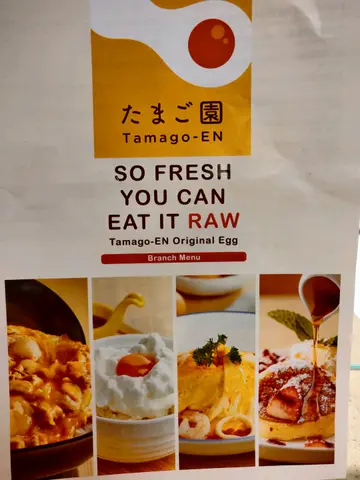 たまご園
Tamago-EN
SO FRESH
YOU CAN
EAT IT RAW
Tamago-EN Original Egg
Branch Menu